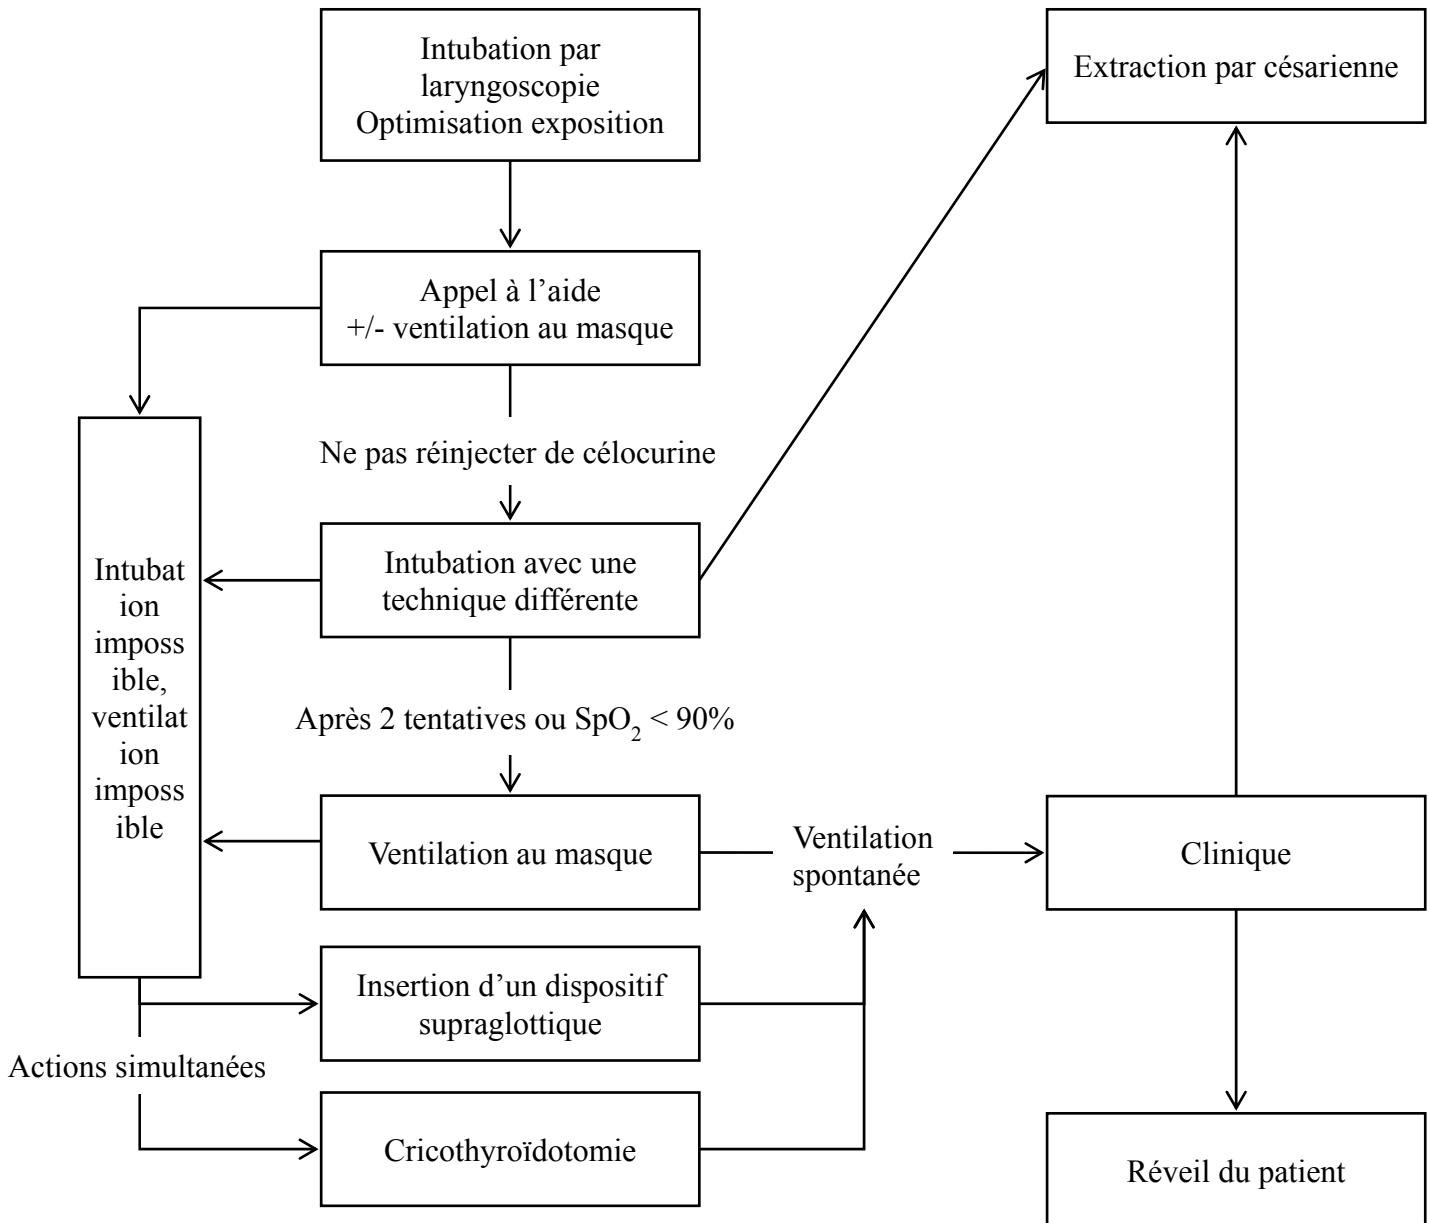 Intubation par
laryngoscopie
Optimisation exposition
Extraction par césarienne
Appel à l’aide
+/- ventilation au masque
Ne pas réinjecter de célocurine
Intubation avec une
technique différente
Intubat
ion
imposs
ible,
ventilat
ion
imposs
ible
Après 2 tentatives ou SpO₂ < 90%
Ventilation au masque
Ventilation
spontanée
Clinique
Insertion d’un dispositif
supraglottique
Actions simultanées
Cricothyroïdotomie
Réveil du patient